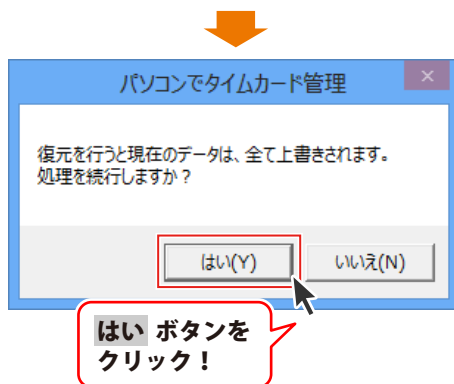 パソコンでタイムカード管理
復元を行うと現在のデータは、全て上書きされます。
処理を続行しますか？
はい(Y)
いいえ(N)
はい ボタンを
クリック！